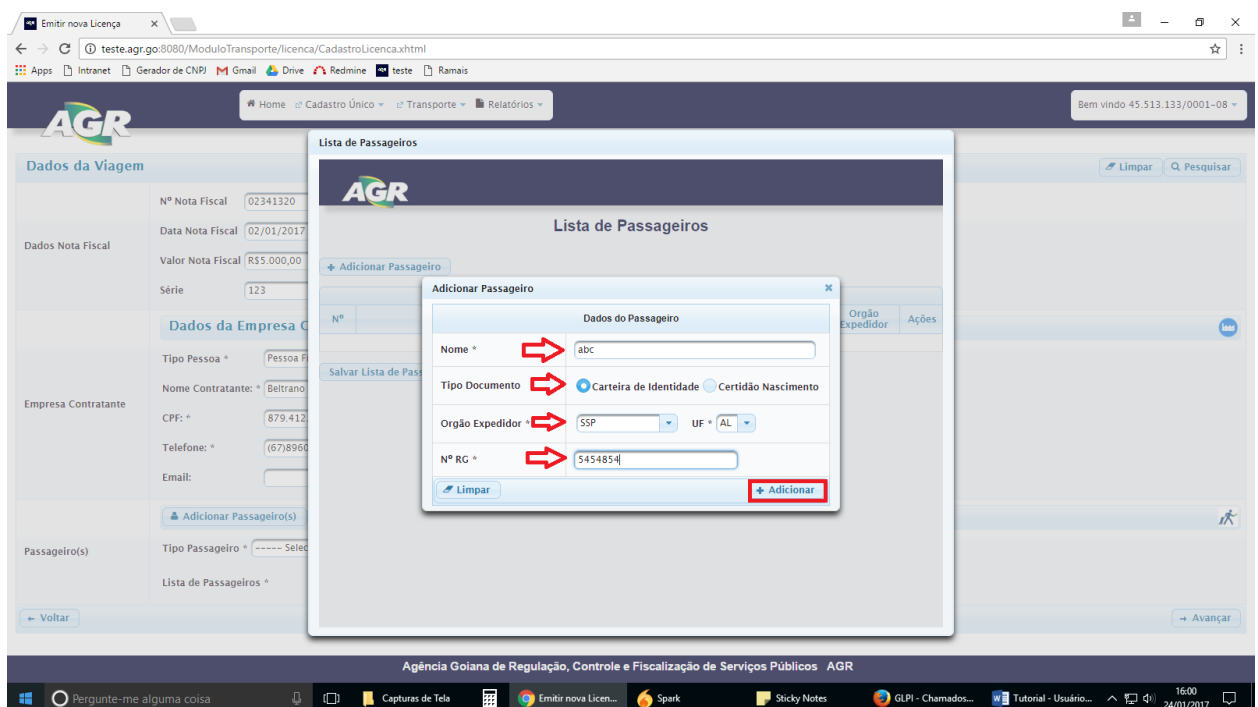 Emitir nova Licença
teste.agr.go:8080/ModuloTransporte/licenca/CadastroLicenca.xhtml
Apps Intranet Gerador de CNPJ Gmail Drive Redmine teste Ramais
AGR
Home Cadastro Único Transporte Relatórios
Bem vindo 45.513.133/0001-08
Dados da Viagem
Limpar Pesquisar
Dados Nota Fiscal
Nº Nota Fiscal 02341320
Data Nota Fiscal 02/01/2017
Valor Nota Fiscal R$5.000,00
Série 123
Empresa Contratante
Dados da Empresa C
Tipo Pessoa * Pessoa Fi
Nome Contratante: * Beltrano
CPF: * 879.412.
Telefone: * (67)8960
Email:
Passageiro(s)
Adicionar Passageiro(s)
Tipo Passageiro * ----- Selec
Lista de Passageiros *
Voltar
Avançar
Lista de Passageiros
AGR
Lista de Passageiros
Adicionar Passageiro
Nº
Orgão
Expedidor
Ações
Salvar Lista de Pass
Adicionar Passageiro
Dados do Passageiro
Nome * abc
Tipo Documento Carteira de Identidade Certidão Nascimento
Orgão Expedidor * SSP UF * AL
Nº RG * 5454854
Limpar Adicionar
Agência Goiana de Regulação, Controle e Fiscalização de Serviços Públicos AGR
Pergunte-me alguma coisa
Capturas de Tela
Emitir nova Licen...
Spark
Sticky Notes
GLPI - Chamados...
Tutorial - Usuário...
16:00
24/01/2017